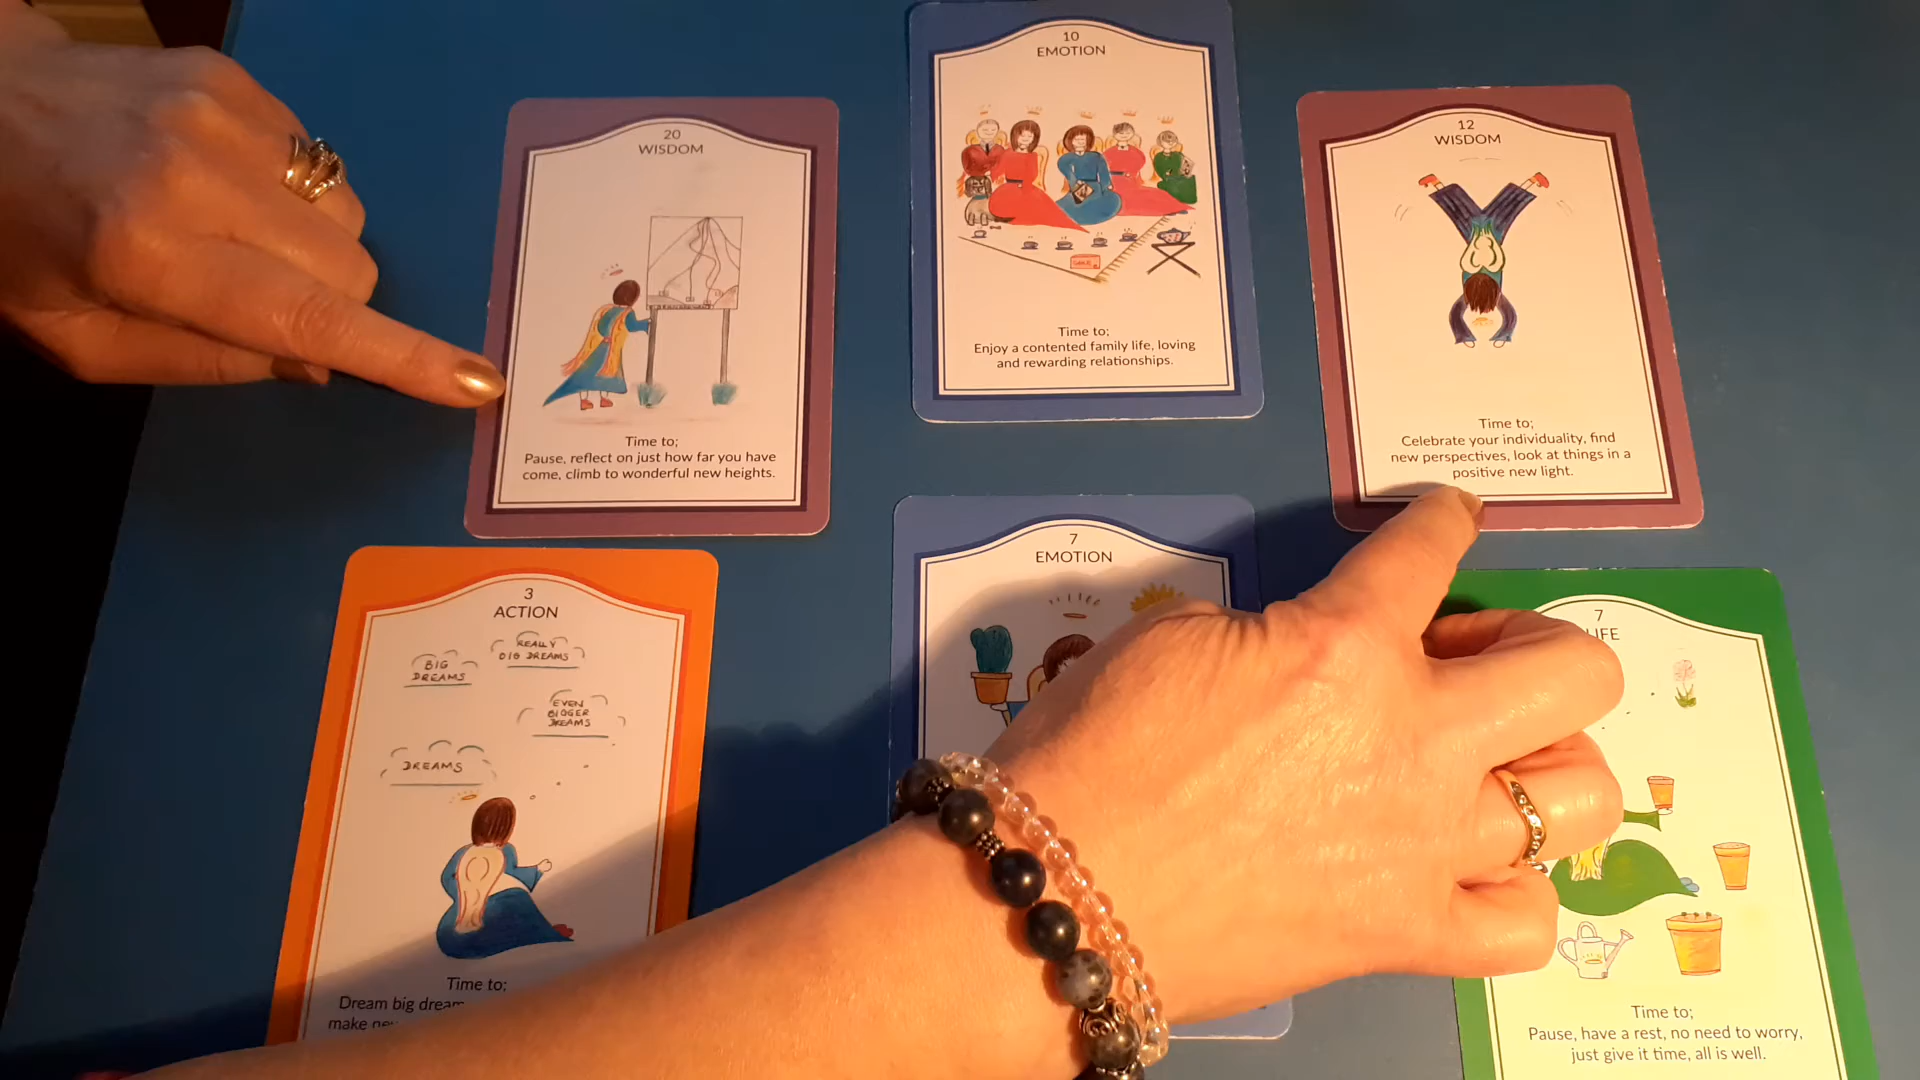 20
WISDOM
Time to;
Pause, reflect on just how far you have
come, climb to wonderful new heights.
10
EMOTION
Time to;
Enjoy a contented family life, loving
and rewarding relationships.
12
WISDOM
Time to;
Celebrate your individuality, find
new perspectives, look at things in a
positive new light.
3
ACTION
BIG
DREAMS
REALLY
BIG DREAMS
EVEN
BIGGER
DREAMS
DREAMS
Time to;
Dream big
make
7
EMOTION
7
Time to;
Pause, have a rest, no need to worry,
just give it time, all is well.